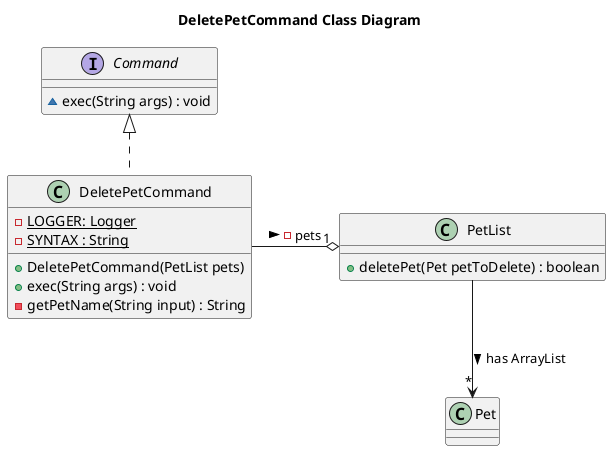 DeletePetCommand Class Diagram
I Command
~ exec(String args) : void
C DeletePetCommand
LOGGER: Logger
SYNTAX : String
DeletePetCommand(PetList pets)
exec(String args) : void
getPetName(String input) : String
pets
1
C PetList
deletePet(Pet petToDelete) : boolean
has ArrayList
*
C Pet